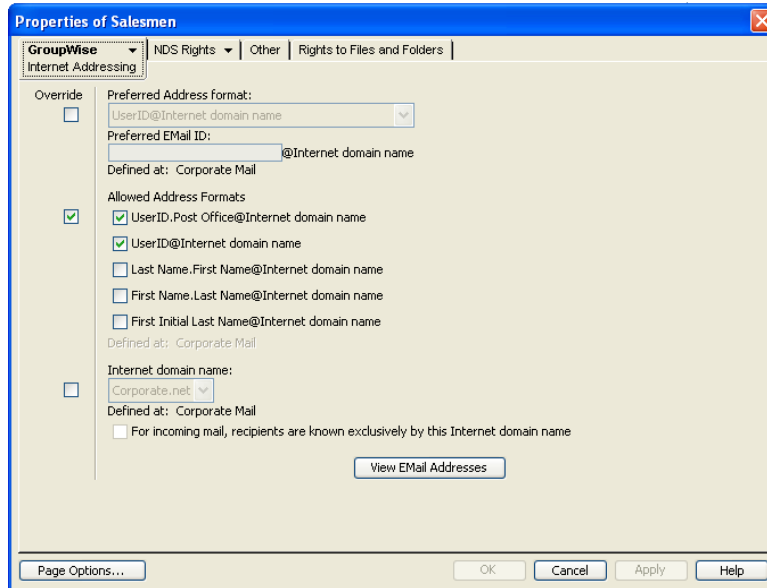 Properties of Salesmen
GroupWise NDS Rights Other Rights to Files and Folders
Internet Addressing
Override Preferred Address format:
UserID@Internet domain name
Preferred EMail ID:
@Internet domain name
Defined at: Corporate Mail
Allowed Address Formats
UserID.Post Office@Internet domain name
UserID@Internet domain name
Last Name.First Name@Internet domain name
First Name.Last Name@Internet domain name
First Initial Last Name@Internet domain name
Defined at: Corporate Mail
Internet domain name:
Corporate.net
Defined at: Corporate Mail
For incoming mail, recipients are known exclusively by this Internet domain name
View EMail Addresses
Page Options... OK Cancel Apply Help